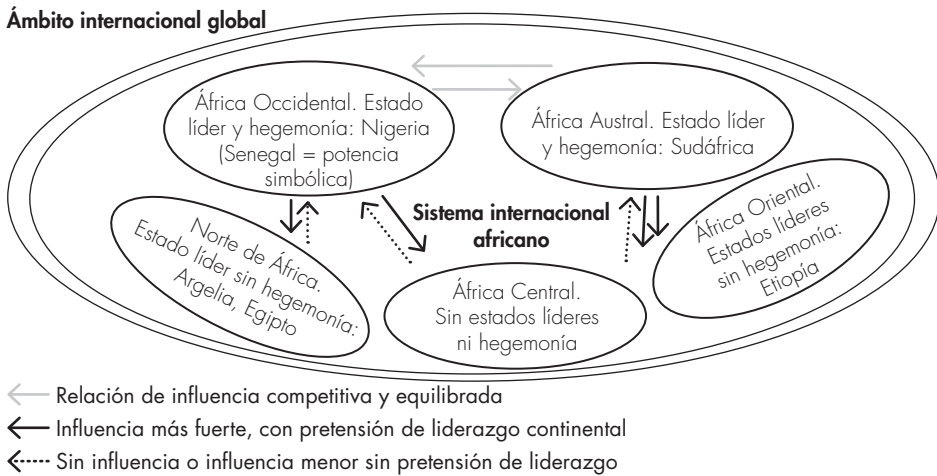 Ámbito internacional global
África Occidental. Estado
líder y hegemonía: Nigeria
(Senegal = potencia
simbólica)
África Austral. Estado líder
y hegemonía: Sudáfrica
Sistema internacional
africano
Norte de África.
Estado líder sin hegemonía:
Argelia, Egipto
África Central.
Sin estados líderes
ni hegemonía
África Oriental.
Estados líderes
sin hegemonía:
Etiopía
Relación de influencia competitiva y equilibrada
Influencia más fuerte, con pretensión de liderazgo continental
Sin influencia o influencia menor sin pretensión de liderazgo